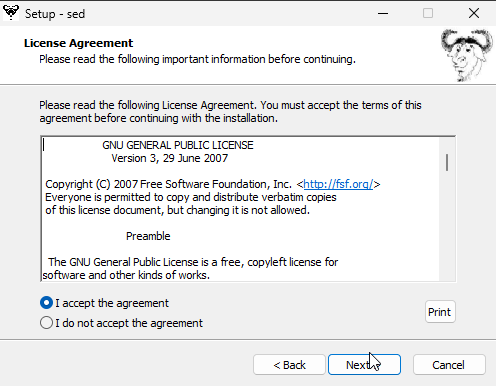 Setup - sed
License Agreement
Please read the following important information before continuing.
Please read the following License Agreement. You must accept the terms of this
agreement before continuing with the installation.
GNU GENERAL PUBLIC LICENSE
Version 3, 29 June 2007
Copyright (C) 2007 Free Software Foundation, Inc. <http://fsf.org/>
Everyone is permitted to copy and distribute verbatim copies
of this license document, but changing it is not allowed.
Preamble
The GNU General Public License is a free, copyleft license for
software and other kinds of works.
I accept the agreement
I do not accept the agreement
Print
< Back
Next
Cancel